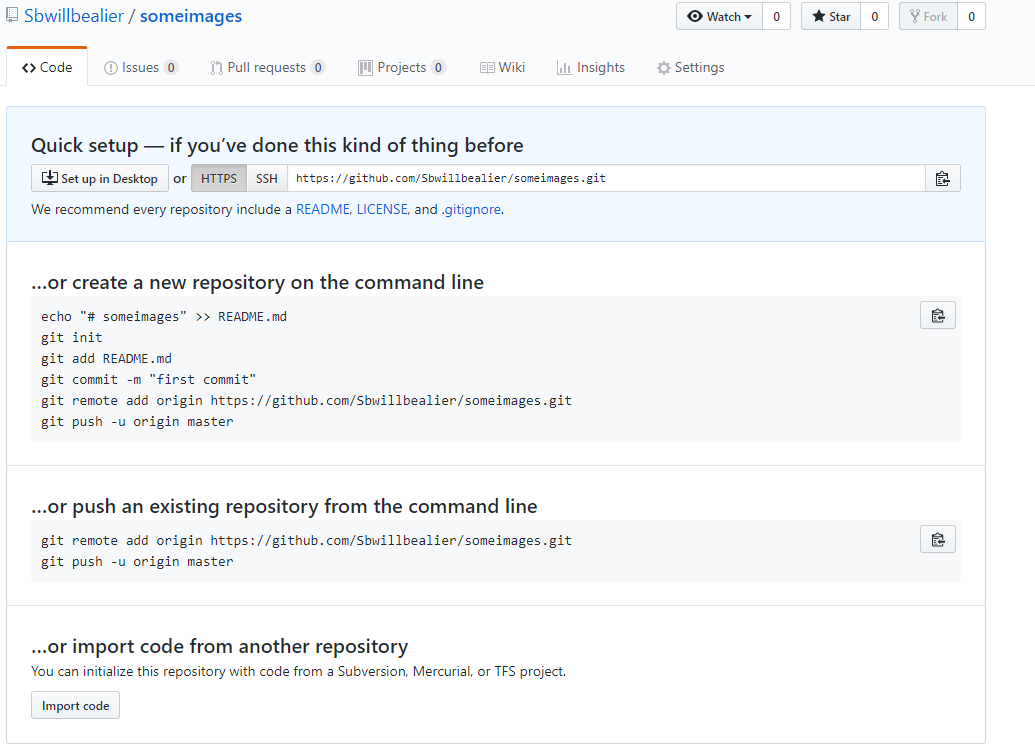 Sbwillbealier / someimages
Watch 0 Star 0 Fork 0
Code Issues 0 Pull requests 0 Projects 0 Wiki Insights Settings
Quick setup — if you’ve done this kind of thing before
Set up in Desktop or HTTPS SSH https://github.com/Sbwillbealier/someimages.git
We recommend every repository include a README, LICENSE, and .gitignore.
…or create a new repository on the command line
echo "# someimages" >> README.md
git init
git add README.md
git commit -m "first commit"
git remote add origin https://github.com/Sbwillbealier/someimages.git
git push -u origin master
…or push an existing repository from the command line
git remote add origin https://github.com/Sbwillbealier/someimages.git
git push -u origin master
…or import code from another repository
You can initialize this repository with code from a Subversion, Mercurial, or TFS project.
Import code